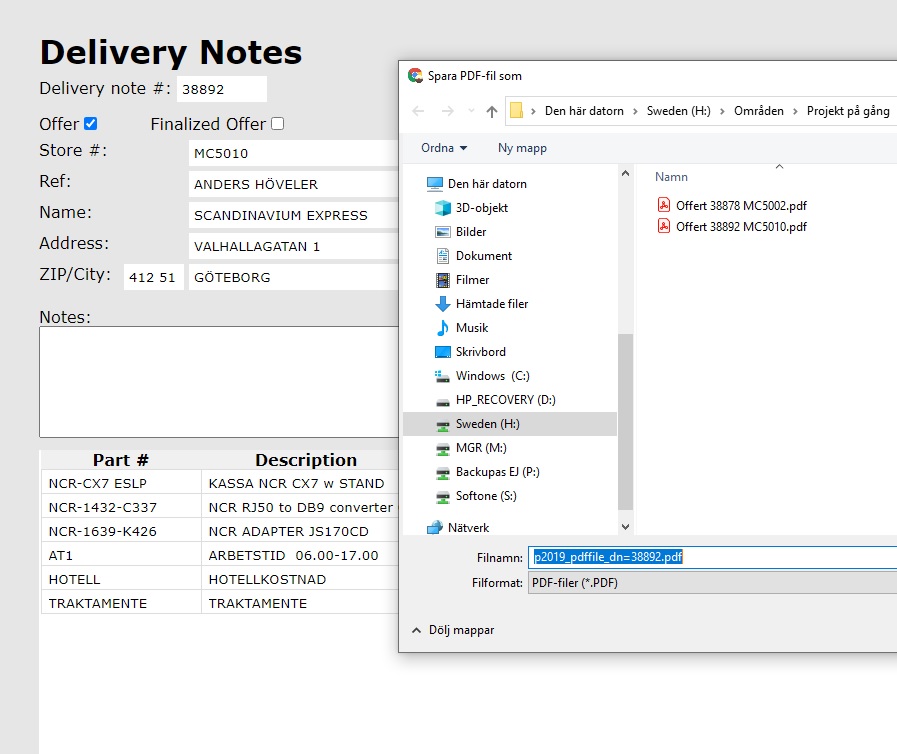 Delivery Notes
Delivery note #: 38892
Offer Finalized Offer
Store #: MC5010
Ref: ANDERS HÖVELER
Name: SCANDINAVIUM EXPRESS
Address: VALHALLAGATAN 1
ZIP/City: 412 51 GÖTEBORG
Notes:
Part # Description
NCR-CX7 ESLP KASSA NCR CX7 w STAND
NCR-1432-C337 NCR RJ50 to DB9 converter
NCR-1639-K426 NCR ADAPTER JS170CD
AT1 ARBETSTID 06.00-17.00
HOTELL HOTELLKOSTNAD
TRAKTAMENTE TRAKTAMENTE
Spara PDF-fil som
Den här datorn › Sweden (H:) › Områden › Projekt på gång
Ordna Ny mapp
Den här datorn
3D-objekt
Bilder
Dokument
Filmer
Hämtade filer
Musik
Skrivbord
Windows (C:)
HP_RECOVERY (D:)
Sweden (H:)
MGR (M:)
Backupas EJ (P:)
Softone (S:)
Nätverk
Namn
Offert 38878 MC5002.pdf
Offert 38892 MC5010.pdf
Filnamn: p2019_pdffile_dn=38892.pdf
Filformat: PDF-filer (*.PDF)
Dölj mappar